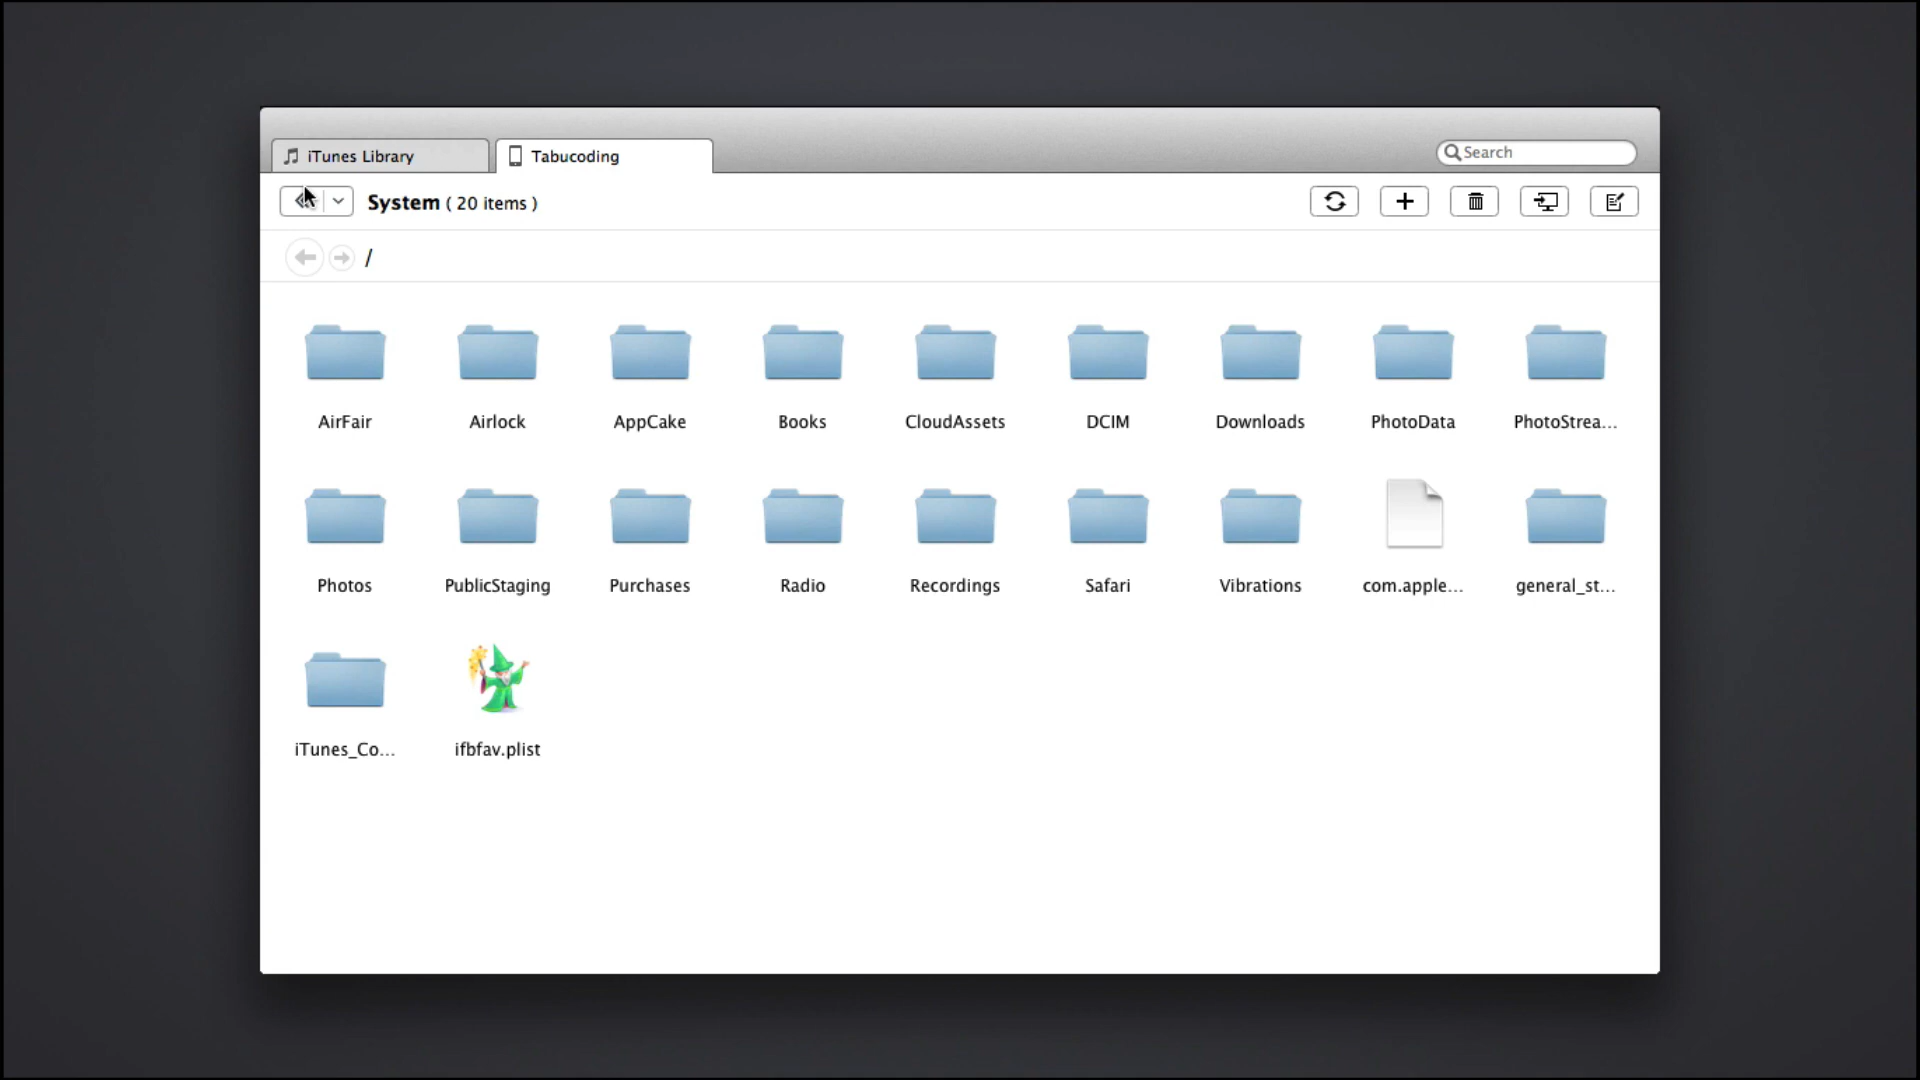 iTunes Library
Tabucoding
Search
System ( 20 items )
/
AirFair
Airlock
AppCake
Books
CloudAssets
DCIM
Downloads
PhotoData
PhotoStrea...
Photos
PublicStaging
Purchases
Radio
Recordings
Safari
Vibrations
com.apple...
general_st...
iTunes_Co...
ifbfav.plist